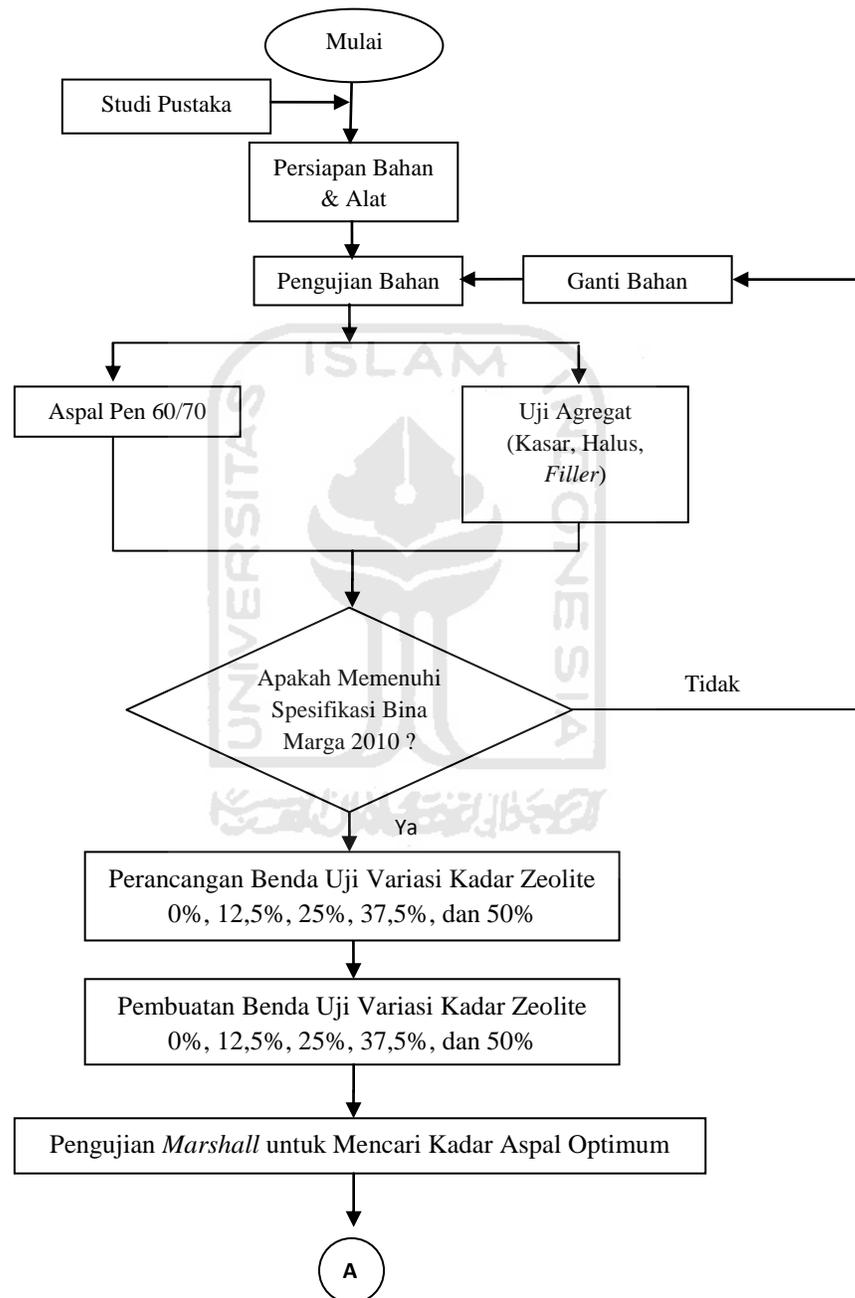 Mulai
Studi Pustaka
Persiapan Bahan
& Alat
Pengujian Bahan
Ganti Bahan
ISLAM
UNIVERSITAS
INDONESIA
Aspal Pen 60/70
Uji Agregat
(Kasar, Halus,
Filler)
Apakah Memenuhi
Spesifikasi Bina
Marga 2010 ?
Tidak
Ya
Perancangan Benda Uji Variasi Kadar Zeolite
0%, 12,5%, 25%, 37,5%, dan 50%
Pembuatan Benda Uji Variasi Kadar Zeolite
0%, 12,5%, 25%, 37,5%, dan 50%
Pengujian Marshall untuk Mencari Kadar Aspal Optimum
A